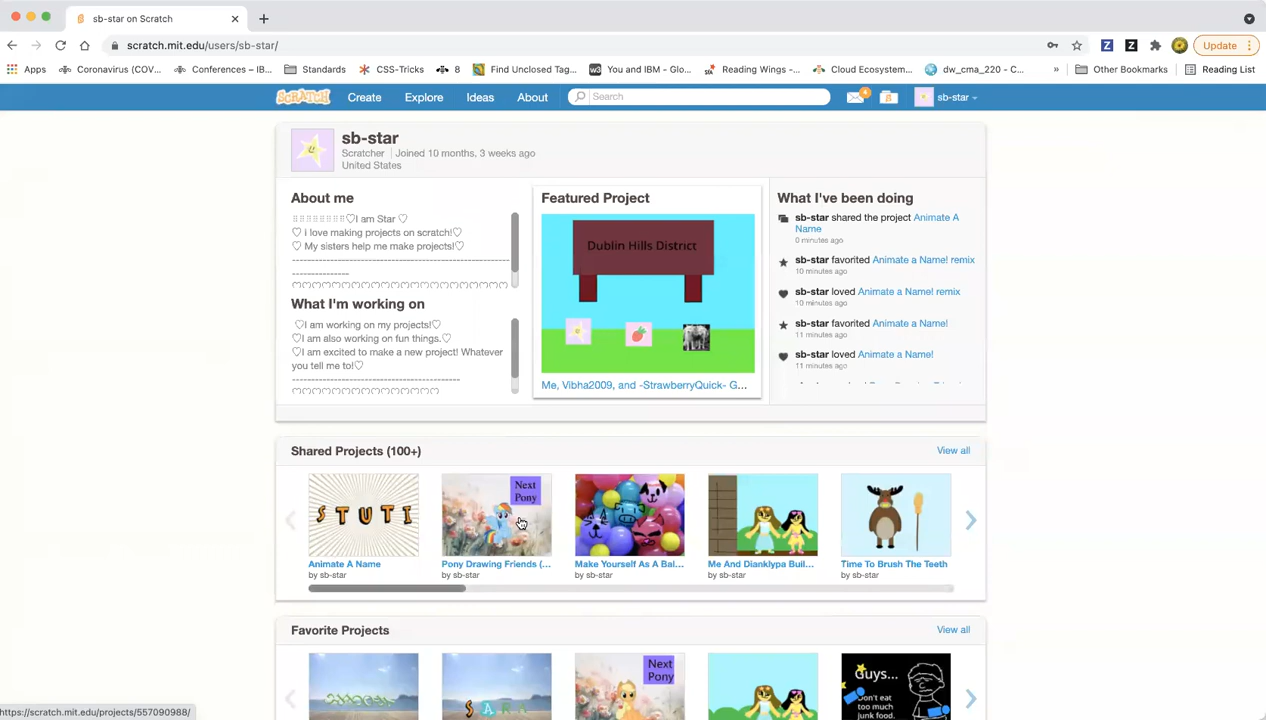 sb-star on Scratch
scratch.mit.edu/users/sb-star/
Update
Apps
Coronavirus (COV...
Conferences – IB...
Standards
CSS-Tricks
8
Find Unclosed Tag...
You and IBM - Glo...
Reading Wings -...
Cloud Ecosystem...
dw_cma_220 - C...
»
Other Bookmarks
Reading List
SCRATCH
Create
Explore
Ideas
About
Search
sb-star
sb-star
Scratcher Joined 10 months, 3 weeks ago
United States
About me
♡I am Star ♡
♡ i love making projects on scratch!♡
♡ My sisters help me make projects!♡
What I'm working on
♡I am working on my projects!♡
♡I am also working on fun things.♡
♡I am excited to make a new project! Whatever
you tell me to!♡
Featured Project
Dublin Hills District
Me, Vibha2009, and -StrawberryQuick- G...
What I've been doing
sb-star shared the project Animate A
Name
0 minutes ago
sb-star favorited Animate a Name! remix
10 minutes ago
sb-star loved Animate a Name! remix
10 minutes ago
sb-star favorited Animate a Name!
11 minutes ago
sb-star loved Animate a Name!
11 minutes ago
Shared Projects (100+)
View all
STUTI
Next
Pony
Animate A Name
by sb-star
Pony Drawing Friends (...
by sb-star
Make Yourself As A Bal...
by sb-star
Me And Dianklypa Buil...
by sb-star
Time To Brush The Teeth
by sb-star
Favorite Projects
View all
SARA
Next
Pony
Guys...
Don't eat
too much
junk food.
https://scratch.mit.edu/projects/557090988/